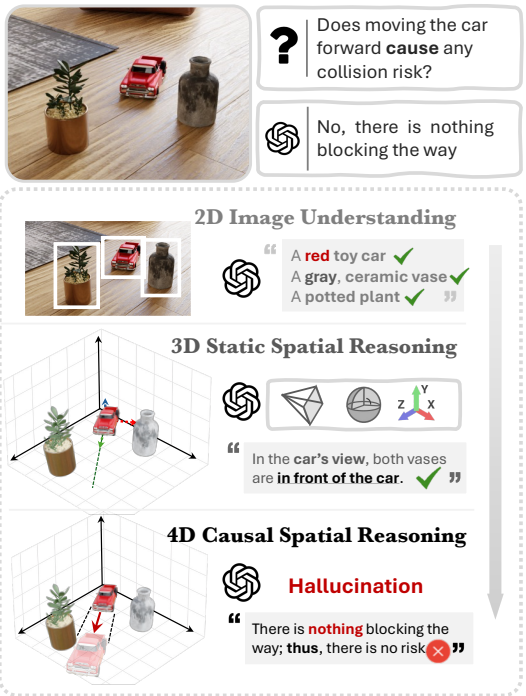 Does moving the car
forward cause any
collision risk?
No, there is nothing
blocking the way
2D Image Understanding
“ A red toy car
A gray, ceramic vase
A potted plant ”
3D Static Spatial Reasoning
Y
Z X
“ In the car's view, both vases
are in front of the car. ”
4D Causal Spatial Reasoning
Hallucination
“ There is nothing blocking the
way; thus, there is no risk ”